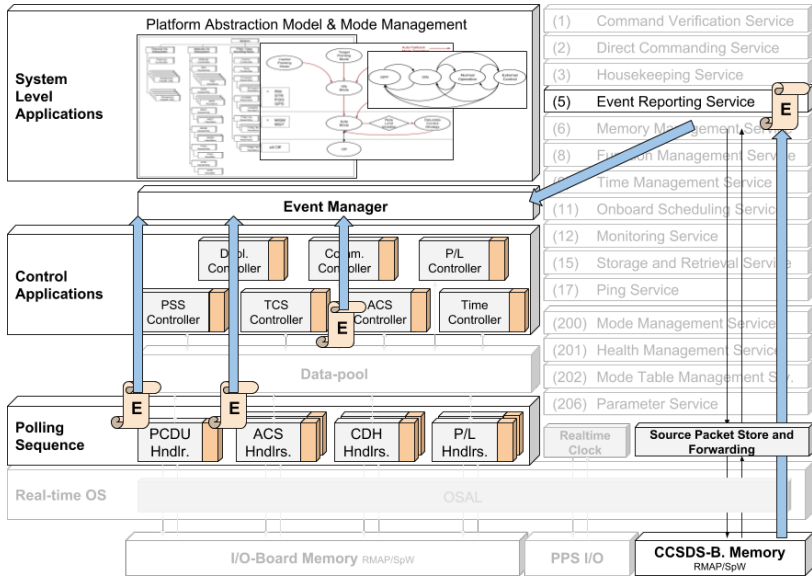 Platform Abstraction Model & Mode Management
System
Level
Applications
(1) Command Verification Service
(2) Direct Commanding Service
(3) Housekeeping Service
(5) Event Reporting Service
E
(6) Memory Management Service
(8) Function Management Service
Time Management Service
(11) Onboard Scheduling Service
(12) Monitoring Service
(15) Storage and Retrieval Service
(17) Ping Service
(200) Mode Management Service
(201) Health Management Service
(202) Mode Table Management Srv.
(206) Parameter Service
Event Manager
Control
Applications
Depl.
Controller
Comm.
Controller
P/L
Controller
PSS
Controller
TCS
Controller
ACS
Controller
Time
Controller
E
Data-pool
E
E
Polling
Sequence
PCDU
Hndlr.
ACS
Hndlrs.
CDH
Hndlrs.
P/L
Hndlrs.
Realtime
Clock
Source Packet Store and
Forwarding
Real-time OS
OSAL
I/O-Board Memory RMAP/SpW
PPS I/O
CCSDS-B. Memory
RMAP/SpW